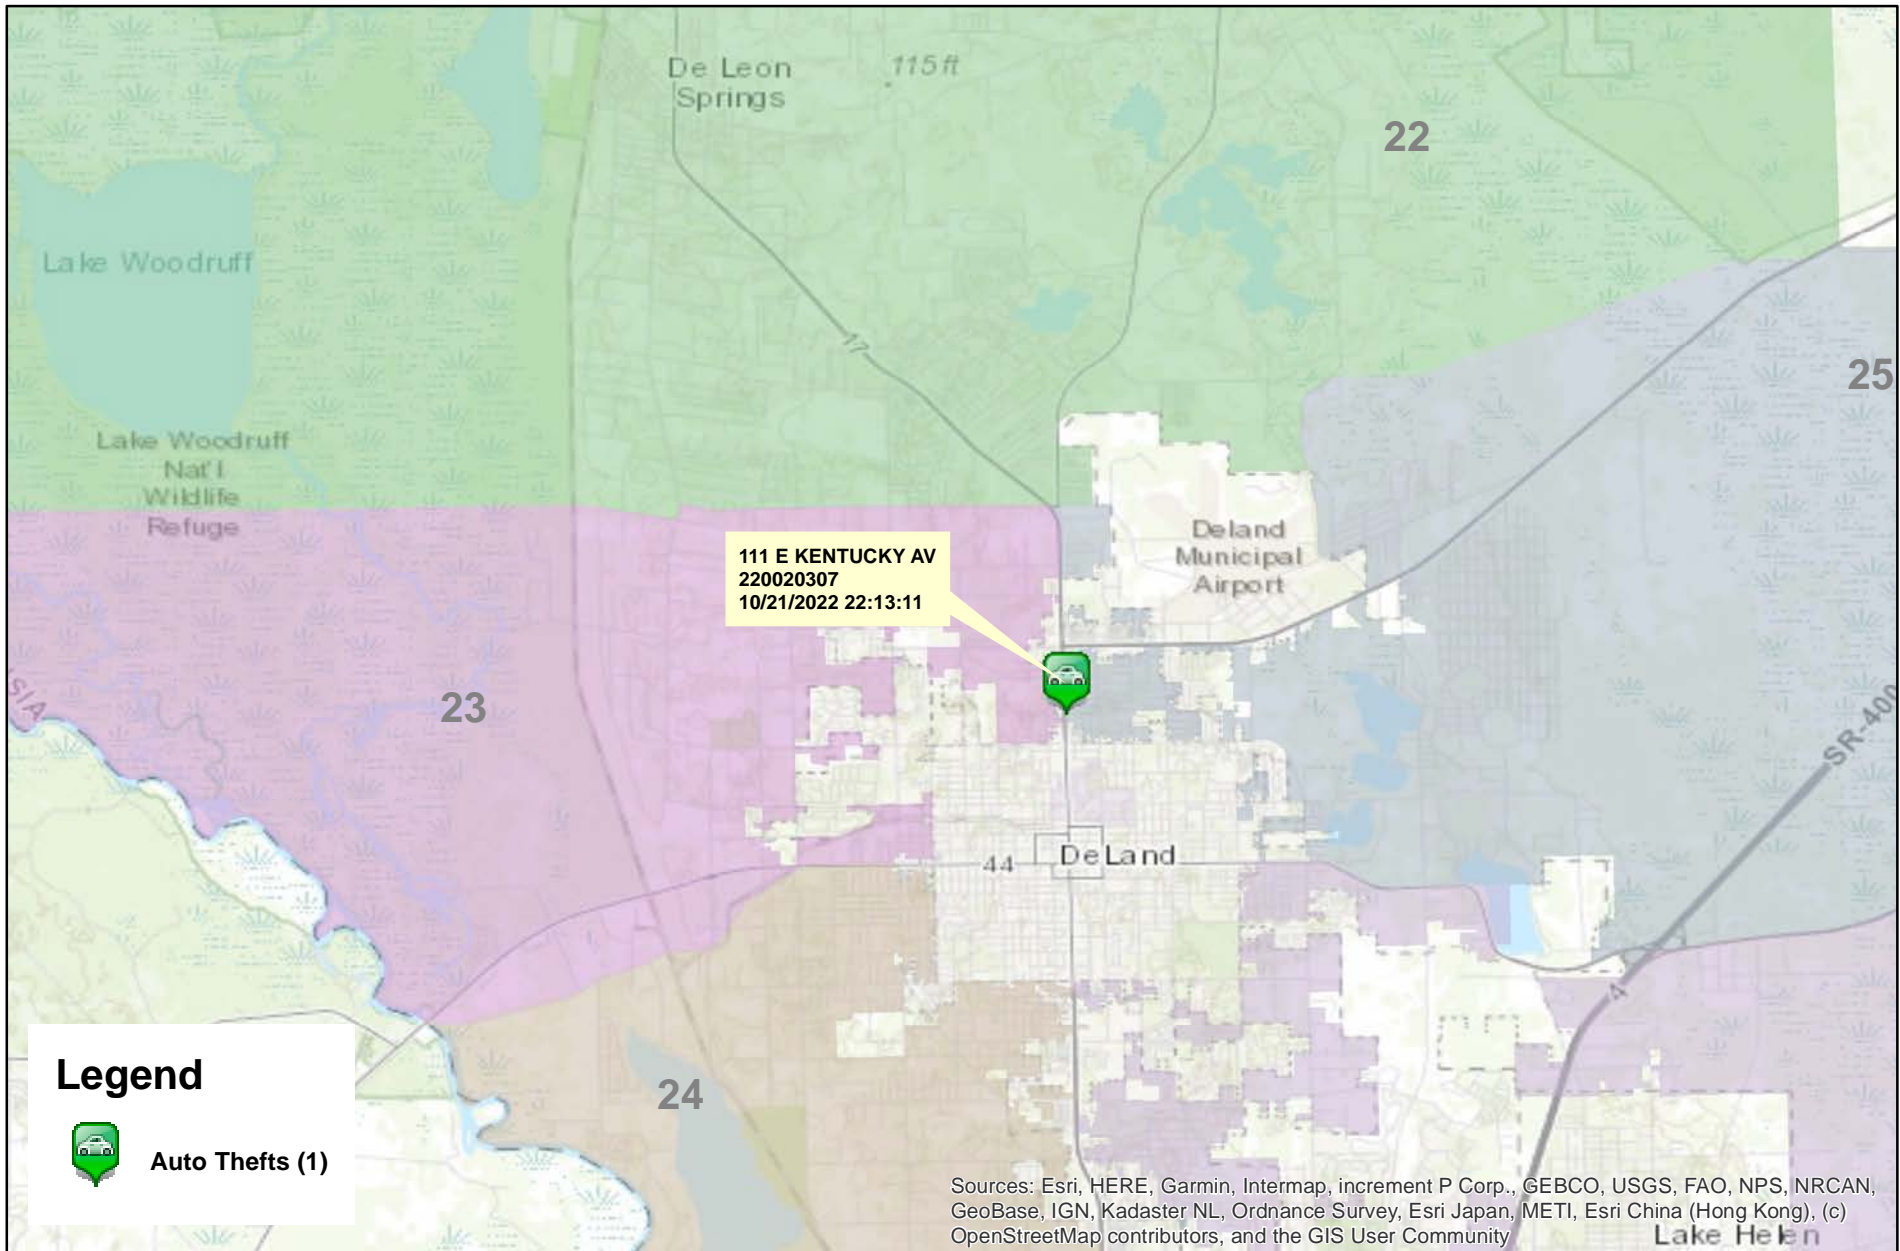 De Leon
Springs
115 ft
22
Lake Woodruff
17
25
Lake Woodruff
Nat'l
Wildlife
Refuge
Deland
Municipal
Airport
111 E KENTUCKY AV
220020307
10/21/2022 22:13:11
SIA
23
SR-400
44
DeLand
4
24
Legend
Auto Thefts (1)
Sources: Esri, HERE, Garmin, Intermap, increment P Corp., GEBCO, USGS, FAO, NPS, NRCAN,
GeoBase, IGN, Kadaster NL, Ordnance Survey, Esri Japan, METI, Esri China (Hong Kong), (c)
OpenStreetMap contributors, and the GIS User Community
Lake Helen